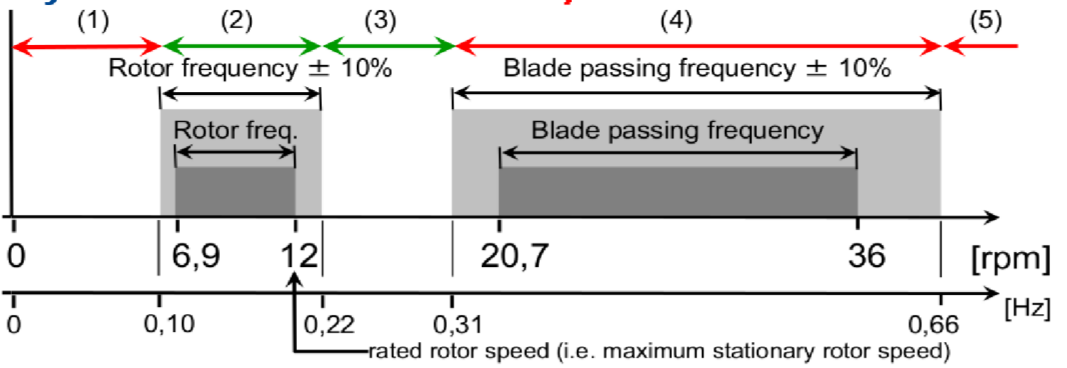 (1) (2) (3) (4) (5)
Rotor frequency ± 10% Blade passing frequency ± 10%
Rotor freq. Blade passing frequency
0 6,9 12 20,7 36 [rpm]
0 0,10 0,22 0,31 0,66 [Hz]
rated rotor speed (i.e. maximum stationary rotor speed)